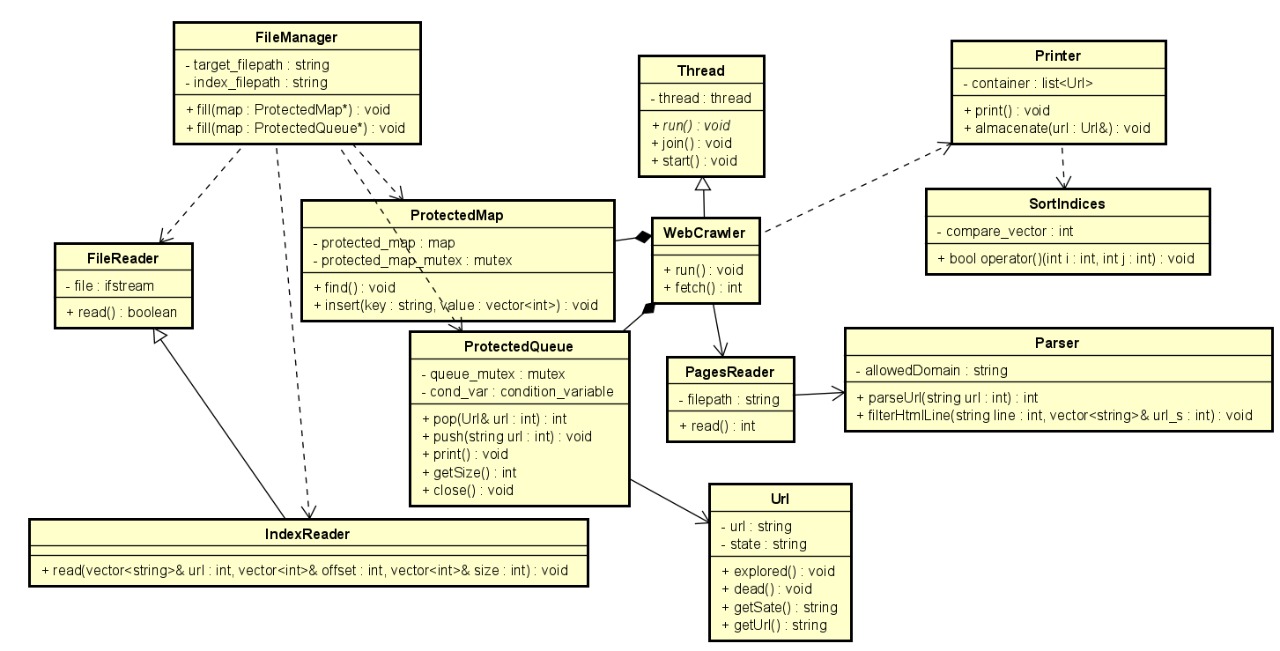 FileManager
- target_filepath : string
- index_filepath : string
+ fill(map : ProtectedMap*) : void
+ fill(map : ProtectedQueue*) : void
Thread
- thread : thread
+ run() : void
+ join() : void
+ start() : void
Printer
- container : list<Url>
+ print() : void
+ almacenate(url : Url&) : void
SortIndices
- compare_vector : int
+ bool operator()(int i : int, int j : int) : void
ProtectedMap
- protected_map : map
- protected_map_mutex : mutex
+ find() : void
+ insert(key : string, value : vector<int>) : void
WebCrawler
+ run() : void
+ fetch() : int
FileReader
- file : ifstream
+ read() : boolean
ProtectedQueue
- queue_mutex : mutex
- cond_var : condition_variable
+ pop(Url& url : int) : int
+ push(string url : int) : void
+ print() : void
+ getSize() : int
+ close() : void
PagesReader
- filepath : string
+ read() : int
Parser
- allowedDomain : string
+ parseUrl(string url : int) : int
+ filterHtmlLine(string line : int, vector<string>& url_s : int) : void
Url
- url : string
- state : string
+ explored() : void
+ dead() : void
+ getSate() : string
+ getUrl() : string
IndexReader
+ read(vector<string>& url : int, vector<int>& offset : int, vector<int>& size : int) : void